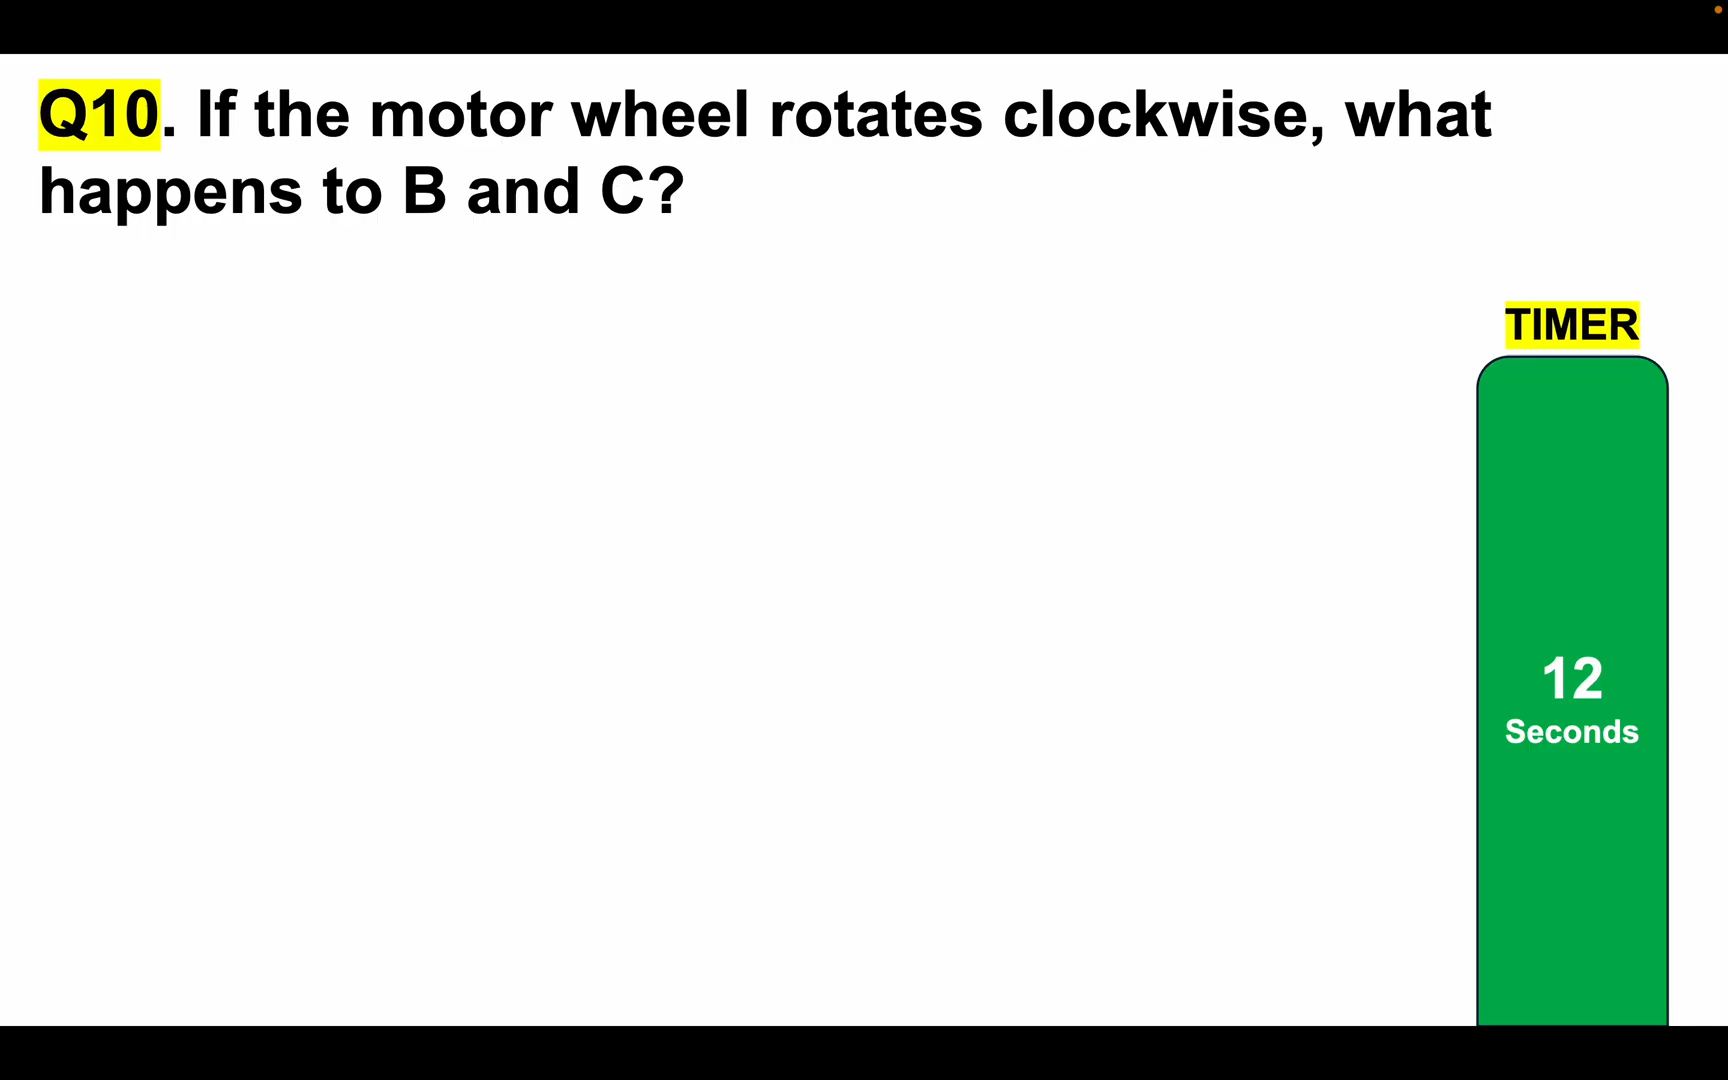 Q10. If the motor wheel rotates clockwise, what
happens to B and C?
TIMER
12
Seconds